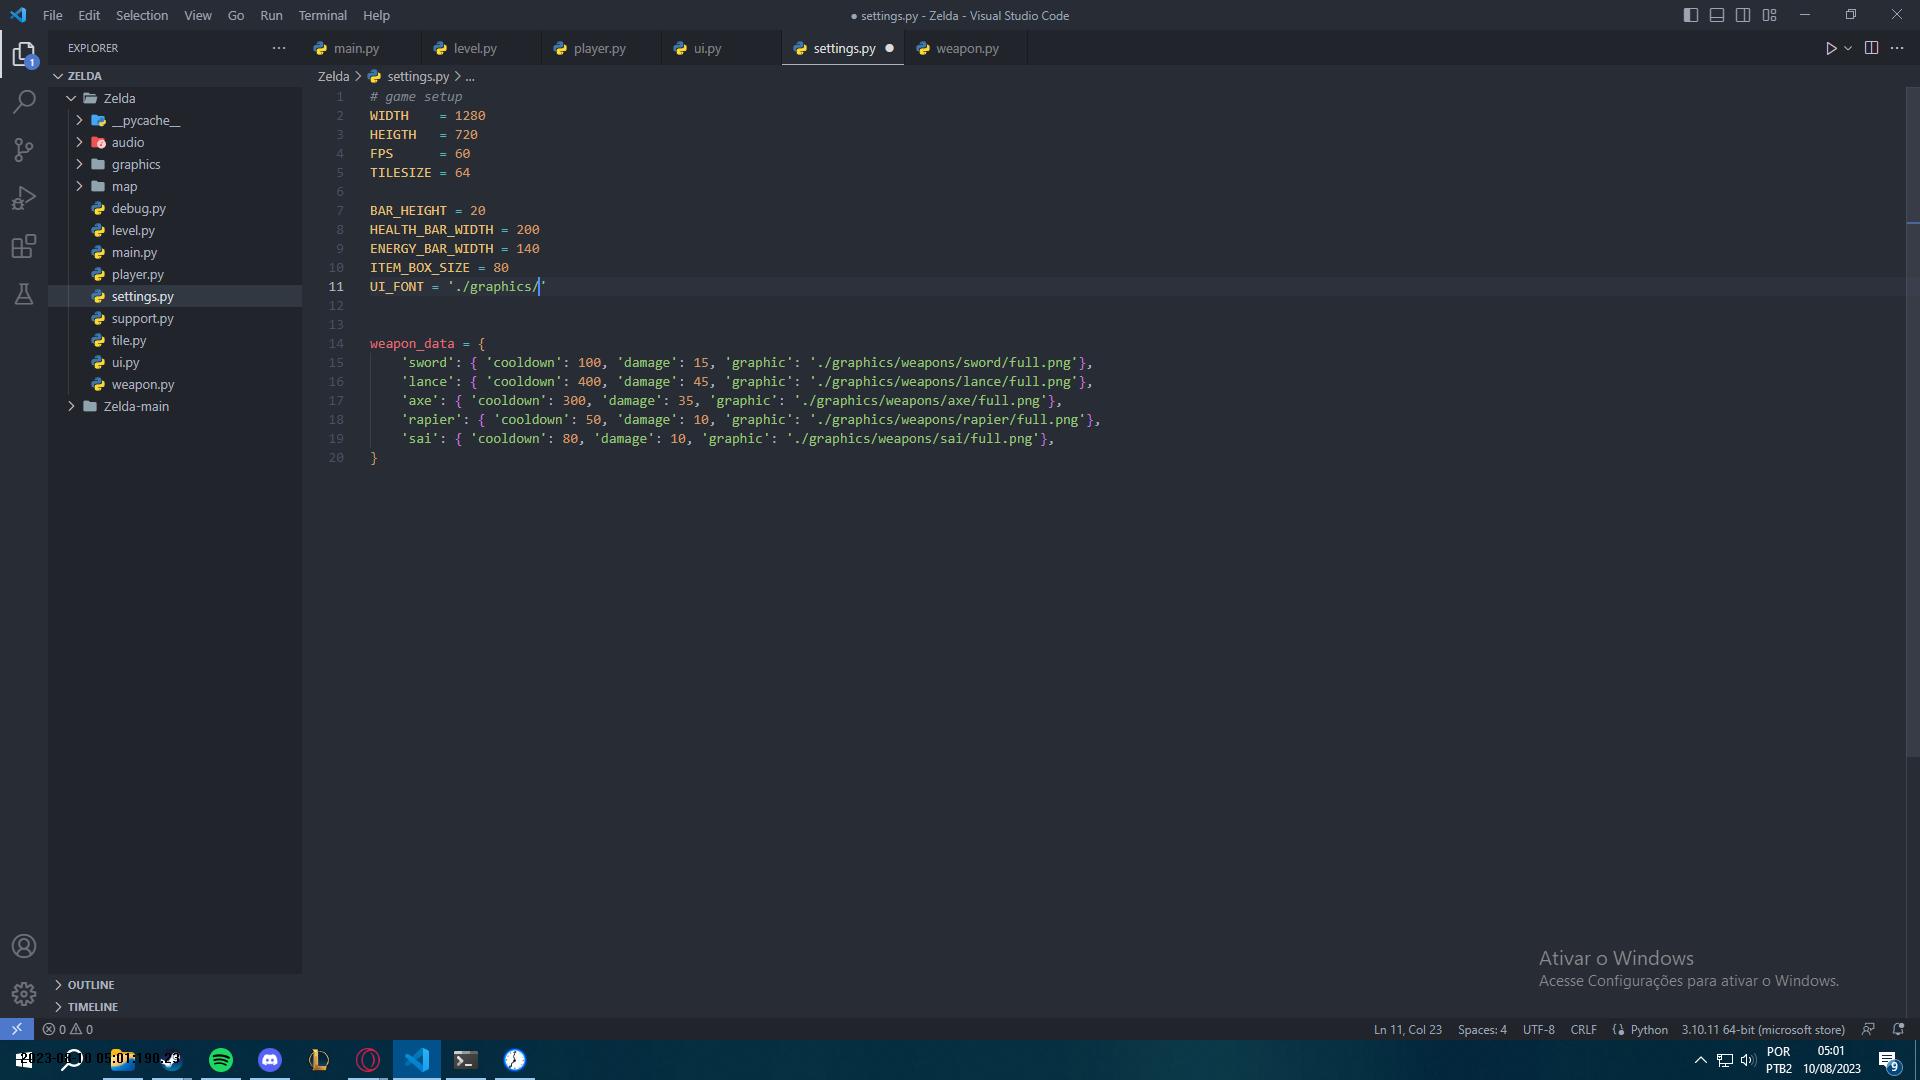 File Edit Selection View Go Run Terminal Help
● settings.py - Zelda - Visual Studio Code
EXPLORER
main.py level.py player.py ui.py settings.py weapon.py
ZELDA
Zelda
__pycache__
audio
graphics
map
debug.py
level.py
main.py
player.py
settings.py
support.py
tile.py
ui.py
weapon.py
Zelda-main
OUTLINE
TIMELINE
1
Zelda > settings.py > ...
1 # game setup
2 WIDTH    = 1280
3 HEIGTH   = 720
4 FPS      = 60
5 TILESIZE = 64
6
7 BAR_HEIGHT = 20
8 HEALTH_BAR_WIDTH = 200
9 ENERGY_BAR_WIDTH = 140
10 ITEM_BOX_SIZE = 80
11 UI_FONT = './graphics/'
12
13
14 weapon_data = {
15     'sword': { 'cooldown': 100, 'damage': 15, 'graphic': './graphics/weapons/sword/full.png'},
16     'lance': { 'cooldown': 400, 'damage': 45, 'graphic': './graphics/weapons/lance/full.png'},
17     'axe': { 'cooldown': 300, 'damage': 35, 'graphic': './graphics/weapons/axe/full.png'},
18     'rapier': { 'cooldown': 50, 'damage': 10, 'graphic': './graphics/weapons/rapier/full.png'},
19     'sai': { 'cooldown': 80, 'damage': 10, 'graphic': './graphics/weapons/sai/full.png'},
20 }
Ativar o Windows
Acesse Configurações para ativar o Windows.
0 0
Ln 11, Col 23 Spaces: 4 UTF-8 CRLF Python 3.10.11 64-bit (microsoft store)
POR
PTB2
05:01
10/08/2023
9